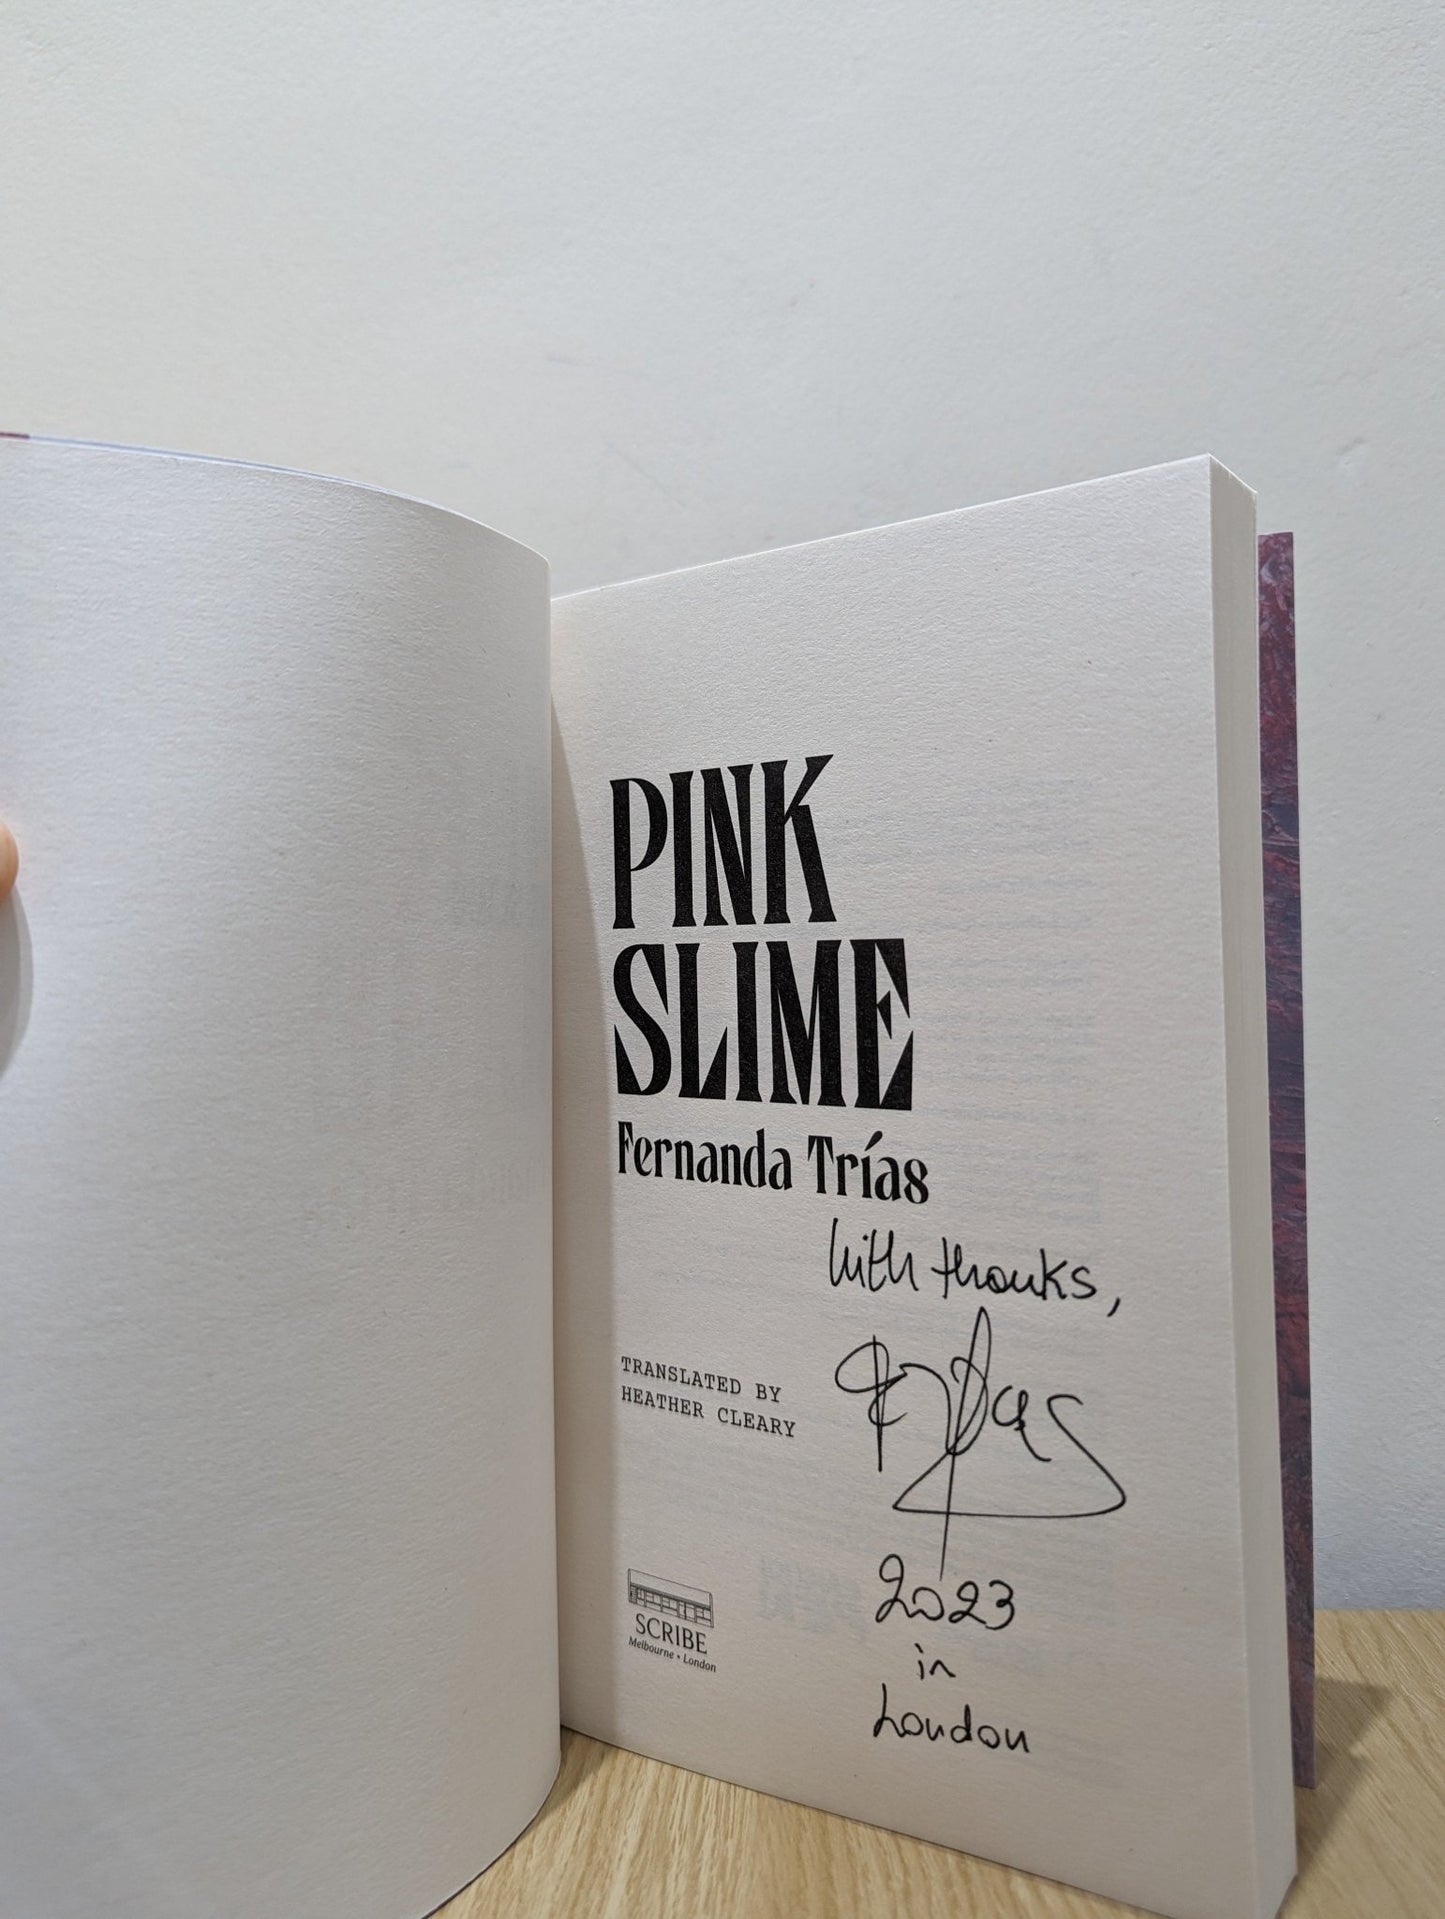 PINK
SLIME
Fernanda Trías
With thanks,
TRANSLATED BY
HEATHER CLEARY
2023
in
London
SCRIBE
Melbourne • London